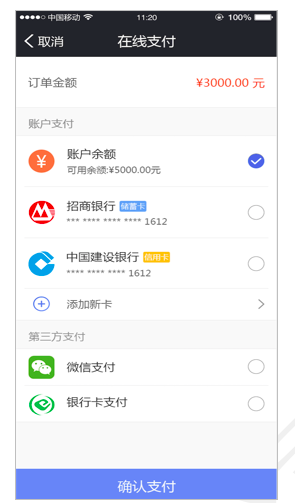 中国移动 11:20 100%
取消 在线支付
订单金额 ¥3000.00 元
账户支付
账户余额
可用余额:¥5000.00元
招商银行 储蓄卡
*** **** **** **** 1612
中国建设银行 信用卡
**** **** **** 1612
添加新卡
第三方支付
微信支付
银行卡支付
确认支付